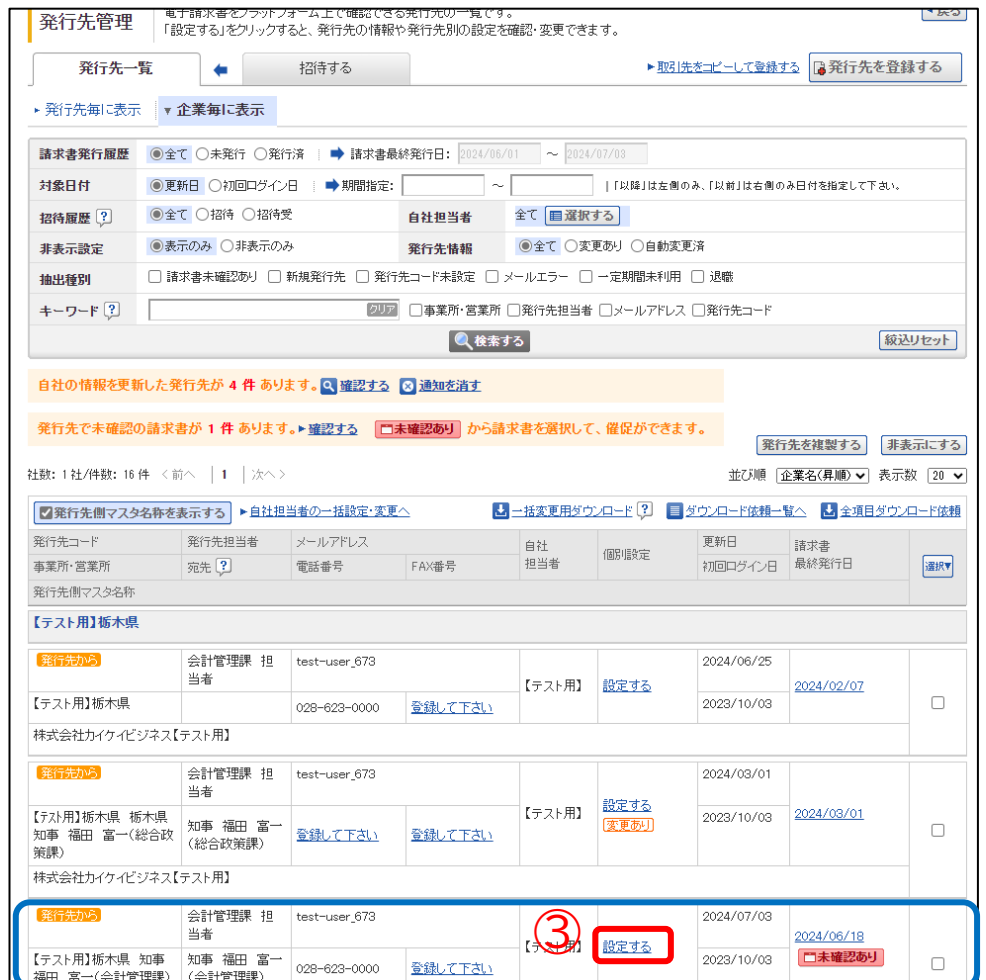 発行先管理
電子請求書をプラットフォーム上で確認できる発行先の一覧です。
「設定する」をクリックすると、発行先の情報や発行先別の設定を確認・変更できます。
戻る
発行先一覧
招待する
取引先をコピーして登録する
発行先を登録する
発行先毎に表示
企業毎に表示
請求書発行履歴 全て 未発行 発行済 | 請求書最終発行日: 2024/06/01 ～ 2024/07/03
対象日付 更新日 初回ログイン日 | 期間指定: ～ |「以降」は左側のみ、「以前」は右側のみ日付を指定して下さい。
招待履歴 ? 全て 招待 招待受 自社担当者 全て 選択する
非表示設定 表示のみ 非表示のみ 発行先情報 全て 変更あり 自動変更済
抽出種別 請求書未確認あり 新規発行先 発行先コード未設定 メールエラー 一定期間未利用 退職
キーワード ? クリア 事業所・営業所 発行先担当者 メールアドレス 発行先コード
検索する 絞込リセット
自社の情報を更新した発行先が 4 件 あります。 確認する 通知を消す
発行先で未確認の請求書が 1 件 あります。 確認する 未確認あり から請求書を選択して、催促ができます。
発行先を複製する 非表示にする
社数: 1 社/件数: 16 件 <前へ | 1 | 次へ> 並び順 企業名(昇順) 表示数 20
発行先側マスタ名称を表示する 自社担当者の一括設定・変更へ 一括変更用ダウンロード ? ダウンロード依頼一覧へ 全項目ダウンロード依頼
発行先コード 発行先担当者 メールアドレス 自社担当者 個別設定 更新日 請求書最終発行日 選択▼
事業所・営業所 宛先 ? 電話番号 FAX番号 初回ログイン日
発行先側マスタ名称
【テスト用】栃木県
発行先から 会計管理課 担当者 test-user_673 【テスト用】 設定する 2024/06/25 2024/02/07
【テスト用】栃木県 028-623-0000 登録して下さい 2023/10/03
株式会社カイケイビジネス【テスト用】
発行先から 会計管理課 担当者 test-user_673 【テスト用】 設定する 変更あり 2024/03/01 2024/03/01
【テスト用】栃木県 栃木県知事 福田 富一(総合政策課) 知事 福田 富一(総合政策課) 登録して下さい 登録して下さい 2023/10/03
株式会社カイケイビジネス【テスト用】
発行先から 会計管理課 担当者 test-user_673 【テスト用】 ③ 設定する 2024/07/03 2024/06/18 未確認あり
【テスト用】栃木県 知事 福田 富一(会計管理課) 知事 福田 富一(会計管理課) 028-623-0000 登録して下さい 2023/10/03